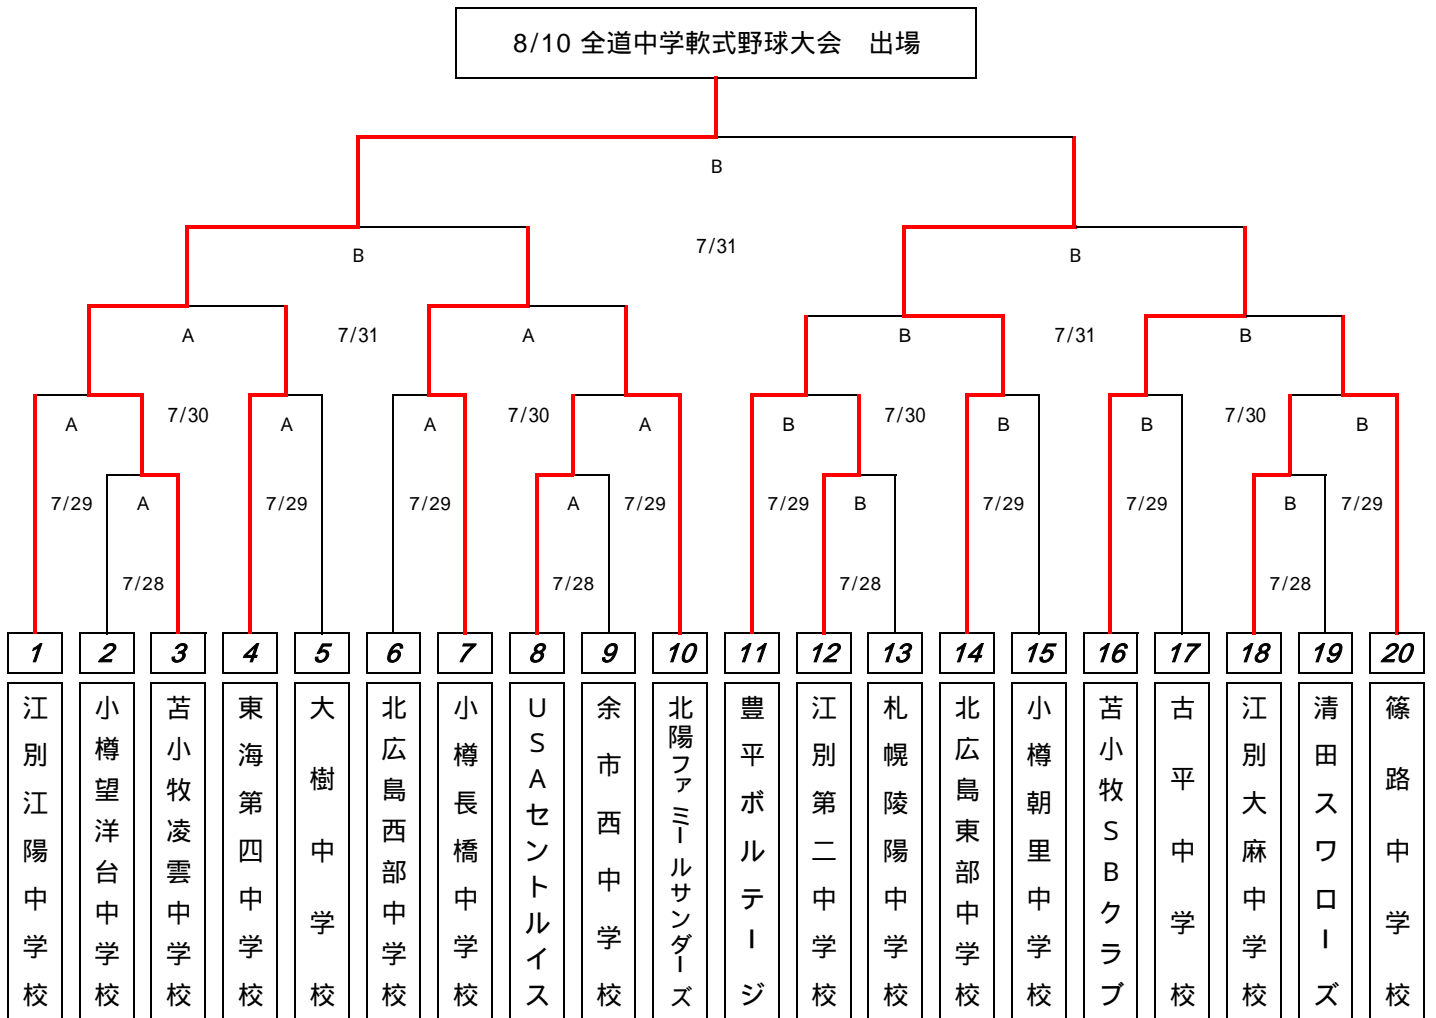 8/10 全道中学軟式野球大会　出場
B
7/31
B
B
7/31
7/31
A
A
B
B
7/30
7/30
7/30
7/30
A
A
A
A
B
B
B
B
7/29
7/29
7/29
7/29
7/29
7/29
7/29
7/29
A
A
B
B
7/28
7/28
7/28
7/28
1
2
3
4
5
6
7
8
9
10
11
12
13
14
15
16
17
18
19
20
江別江陽中学校
小樽望洋台中学校
苫小牧凌雲中学校
東海第四中学校
大樹中学校
北広島西部中学校
小樽長橋中学校
USAセントルイス
余市西中学校
北陽ファミールサンダーズ
豊平ボルテージ
江別第二中学校
札幌陵陽中学校
北広島東部中学校
小樽朝里中学校
苫小牧SBクラブ
古平中学校
江別大麻中学校
清田スワローズ
篠路中学校